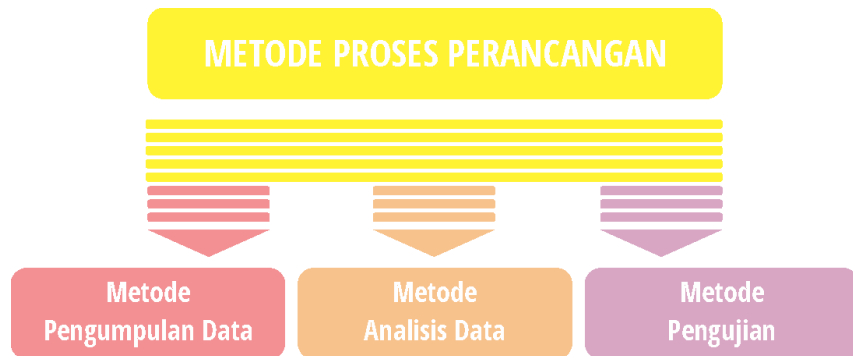 METODE PROSES PERANCANGAN
Metode
Pengumpulan Data
Metode
Analisis Data
Metode
Pengujian